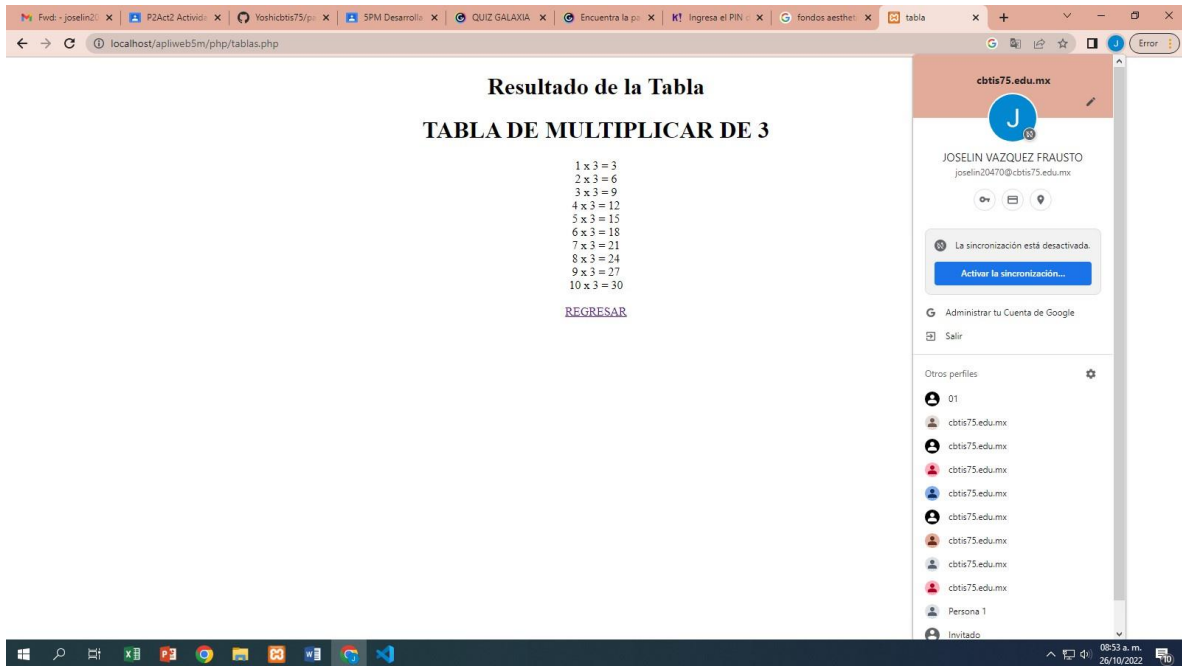 Fwd: - joselin20
P2Act2 Activida
Yoshicbtis75/pa
5PM Desarrollo
QUIZ GALAXIA
Encuentra la pa
K! Ingresa el PIN d
fondos aesthet
tabla
localhost/apliweb5m/php/tablas.php
J
Error
Resultado de la Tabla
TABLA DE MULTIPLICAR DE 3
1 x 3 = 3
2 x 3 = 6
3 x 3 = 9
4 x 3 = 12
5 x 3 = 15
6 x 3 = 18
7 x 3 = 21
8 x 3 = 24
9 x 3 = 27
10 x 3 = 30
REGRESAR
cbtis75.edu.mx
J
JOSELIN VAZQUEZ FRAUSTO
joselin20470@cbtis75.edu.mx
La sincronización está desactivada.
Activar la sincronización...
Administrar tu Cuenta de Google
Salir
Otros perfiles
01
cbtis75.edu.mx
cbtis75.edu.mx
cbtis75.edu.mx
cbtis75.edu.mx
cbtis75.edu.mx
cbtis75.edu.mx
cbtis75.edu.mx
cbtis75.edu.mx
Persona 1
Invitado
08:53 a. m.
26/10/2022